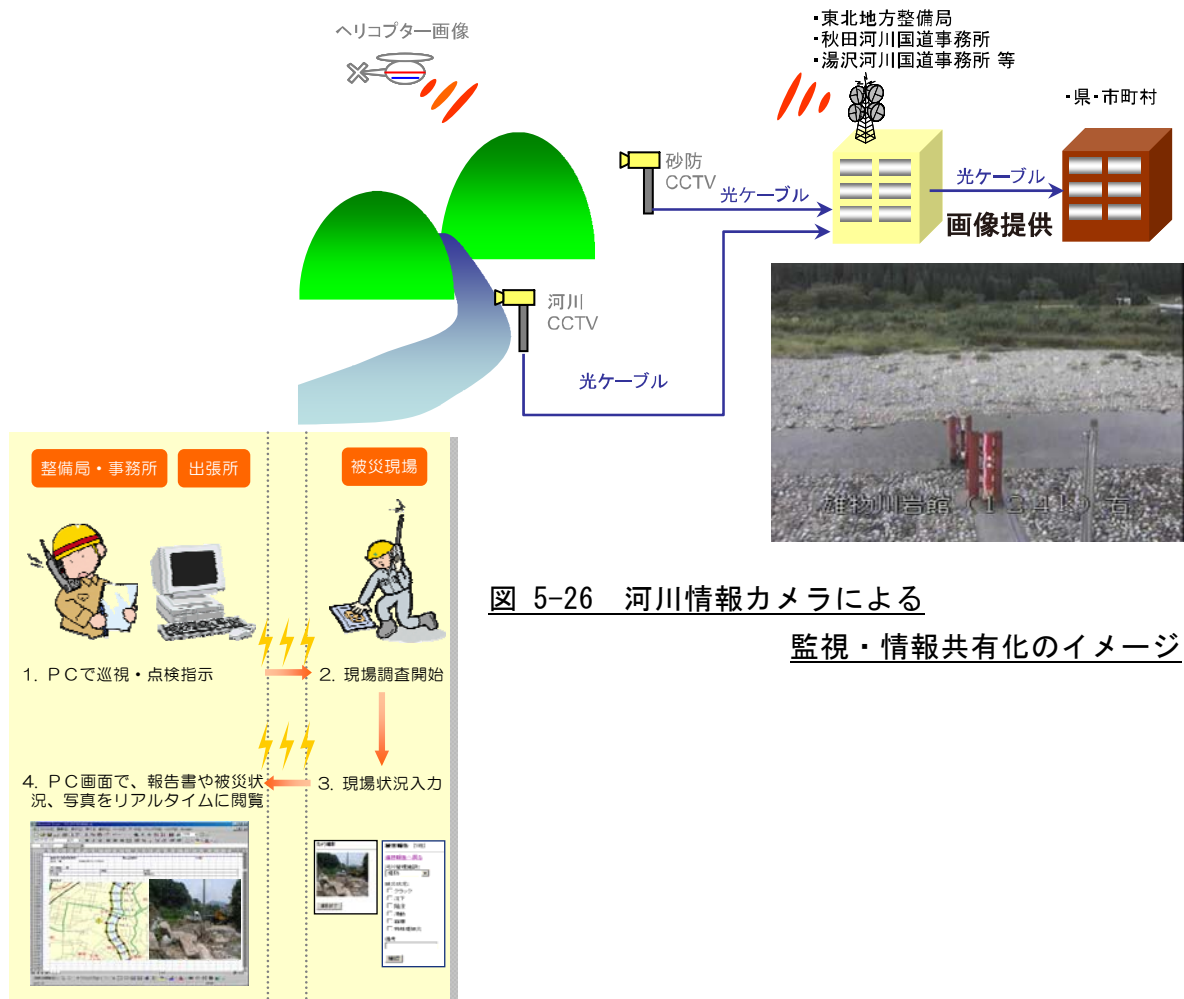 ヘリコプター画像
・東北地方整備局
・秋田河川国道事務所
・湯沢河川国道事務所 等
・県・市町村
砂防
CCTV
光ケーブル
光ケーブル
画像提供
河川
CCTV
光ケーブル
雄物川岩館(134k)右
整備局・事務所
出張所
被災現場
図 5-26 河川情報カメラによる
監視・情報共有化のイメージ
1. PCで巡視・点検指示
2. 現場調査開始
4. PC画面で、報告書や被災状
況、写真をリアルタイムに閲覧
3. 現場状況入力